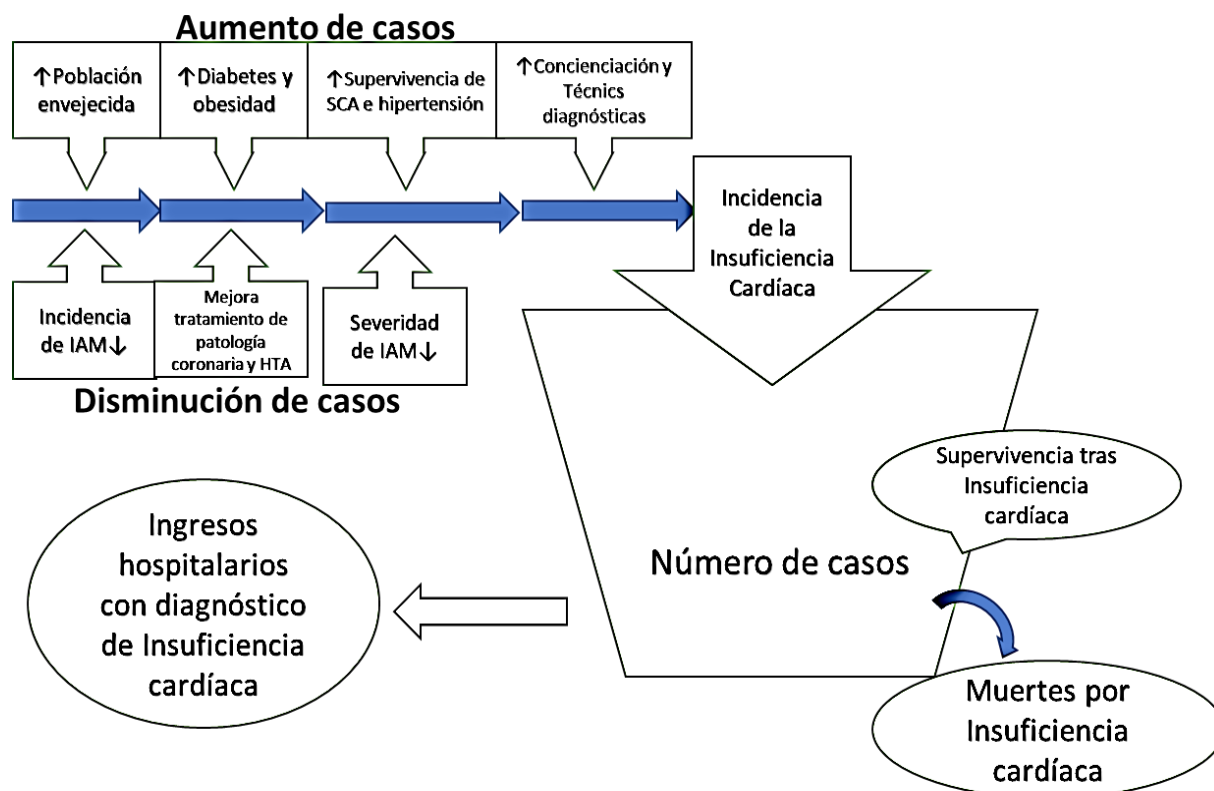 Aumento de casos
↑Población
envejecida
↑Diabetes y
obesidad
↑Supervivencia de
SCA e hipertensión
↑Concienciación y
Técnics
diagnósticas
Incidencia
de la
Insuficiencia
Cardíaca
Incidencia
de IAM↓
Mejora
tratamiento de
patología
coronaria y HTA
Severidad
de IAM↓
Disminución de casos
Supervivencia tras
Insuficiencia
cardíaca
Número de casos
Ingresos
hospitalarios
con diagnóstico
de Insuficiencia
cardíaca
Muertes por
Insuficiencia
cardíaca